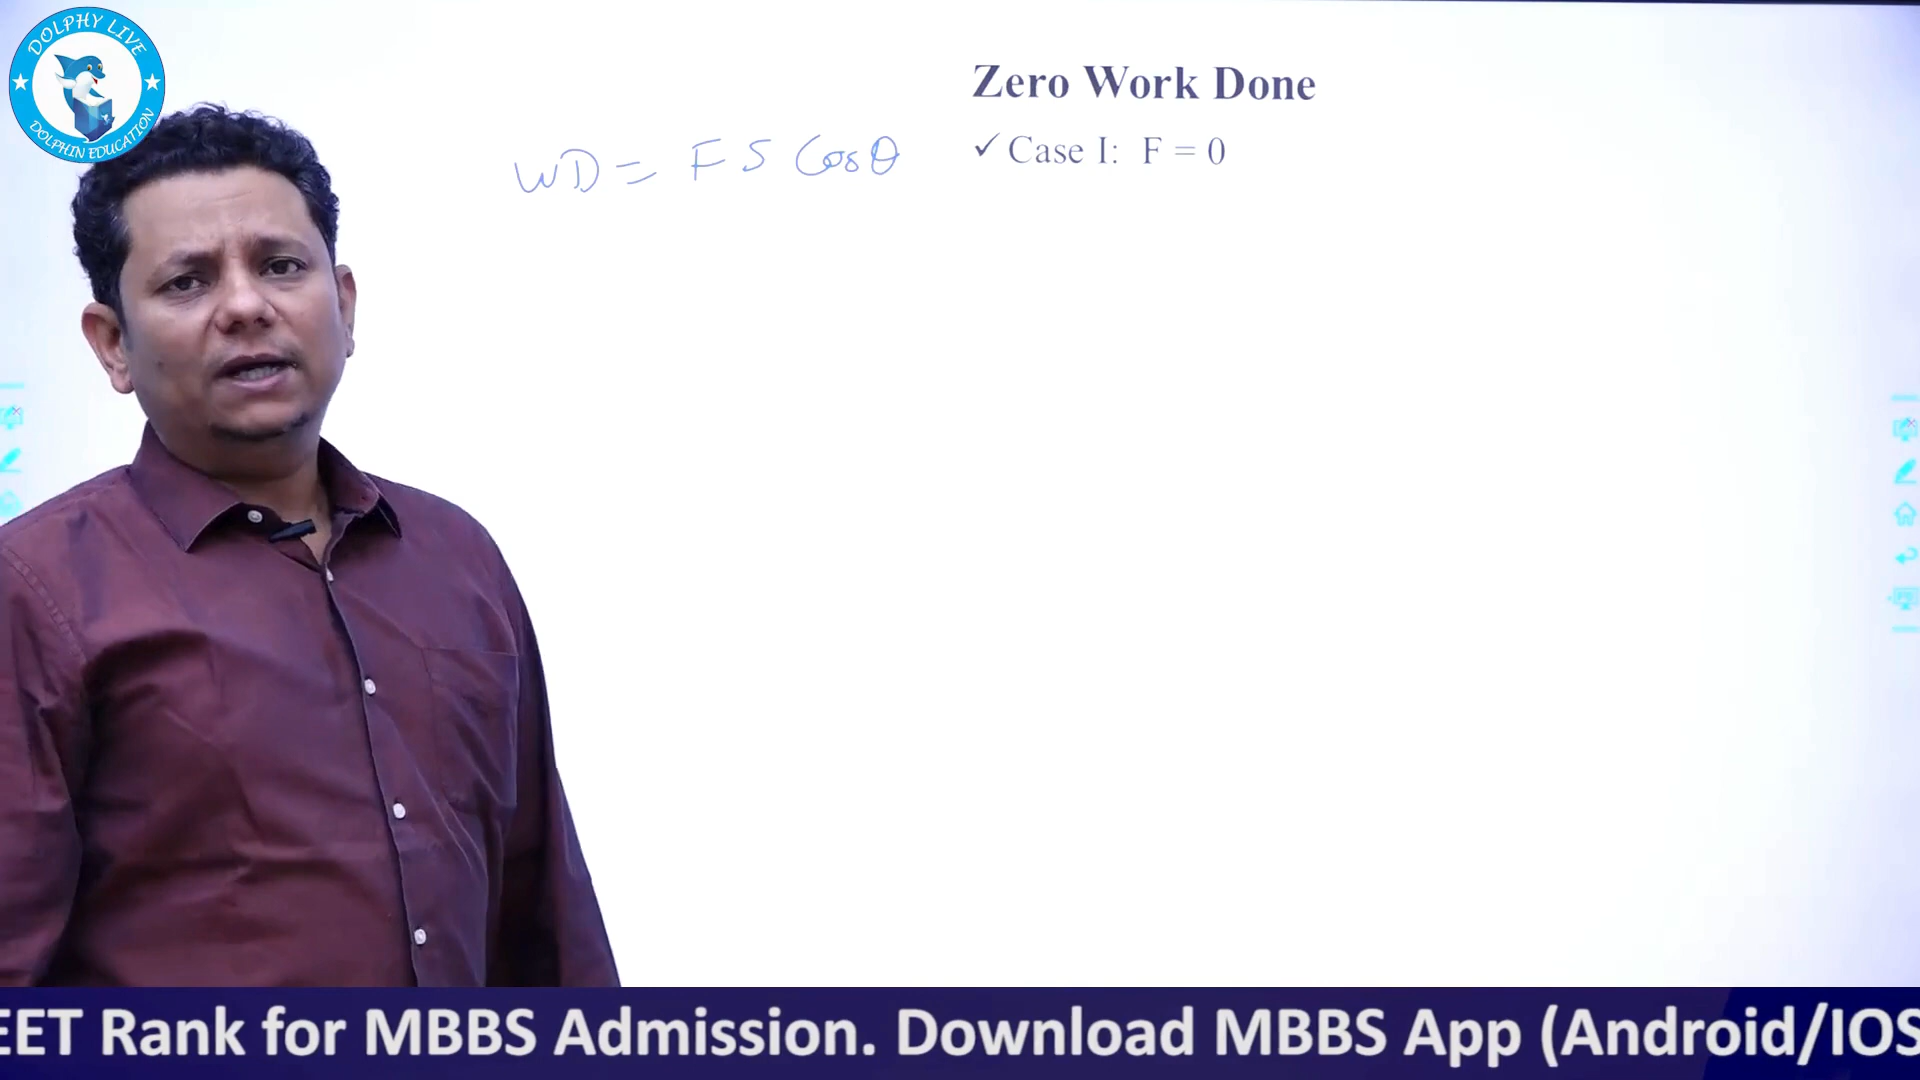 DOLPHY LIVE
DOLPHIN EDUCATION
Zero Work Done
WD = F S Cosθ
✓ Case I: F = 0
EET Rank for MBBS Admission. Download MBBS App (Android/IOS